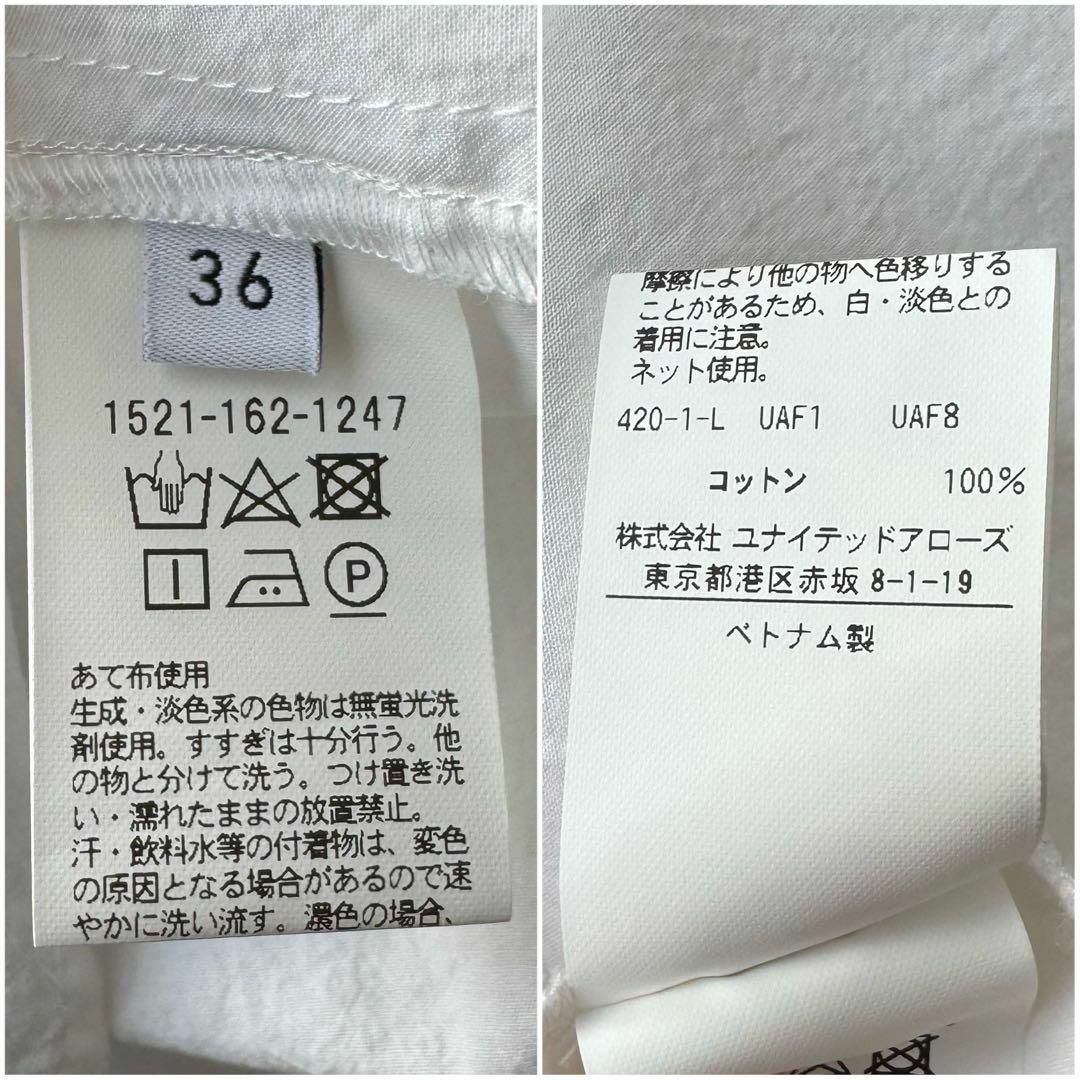 36
1521-162-1247
P
あて布使用
生成・淡色系の色物は無蛍光洗
剤使用。すすぎは十分行う。他
の物と分けて洗う。つけ置き洗
い・濡れたままの放置禁止。
汗・飲料水等の付着物は、変色
の原因となる場合があるので速
やかに洗い流す。濃色の場合、
摩擦により他の物へ色移りする
ことがあるため、白・淡色との
着用に注意。
ネット使用。
420-1-L UAF1 UAF8
コットン 100%
株式会社 ユナイテッドアローズ
東京都港区赤坂 8-1-19
ベトナム製